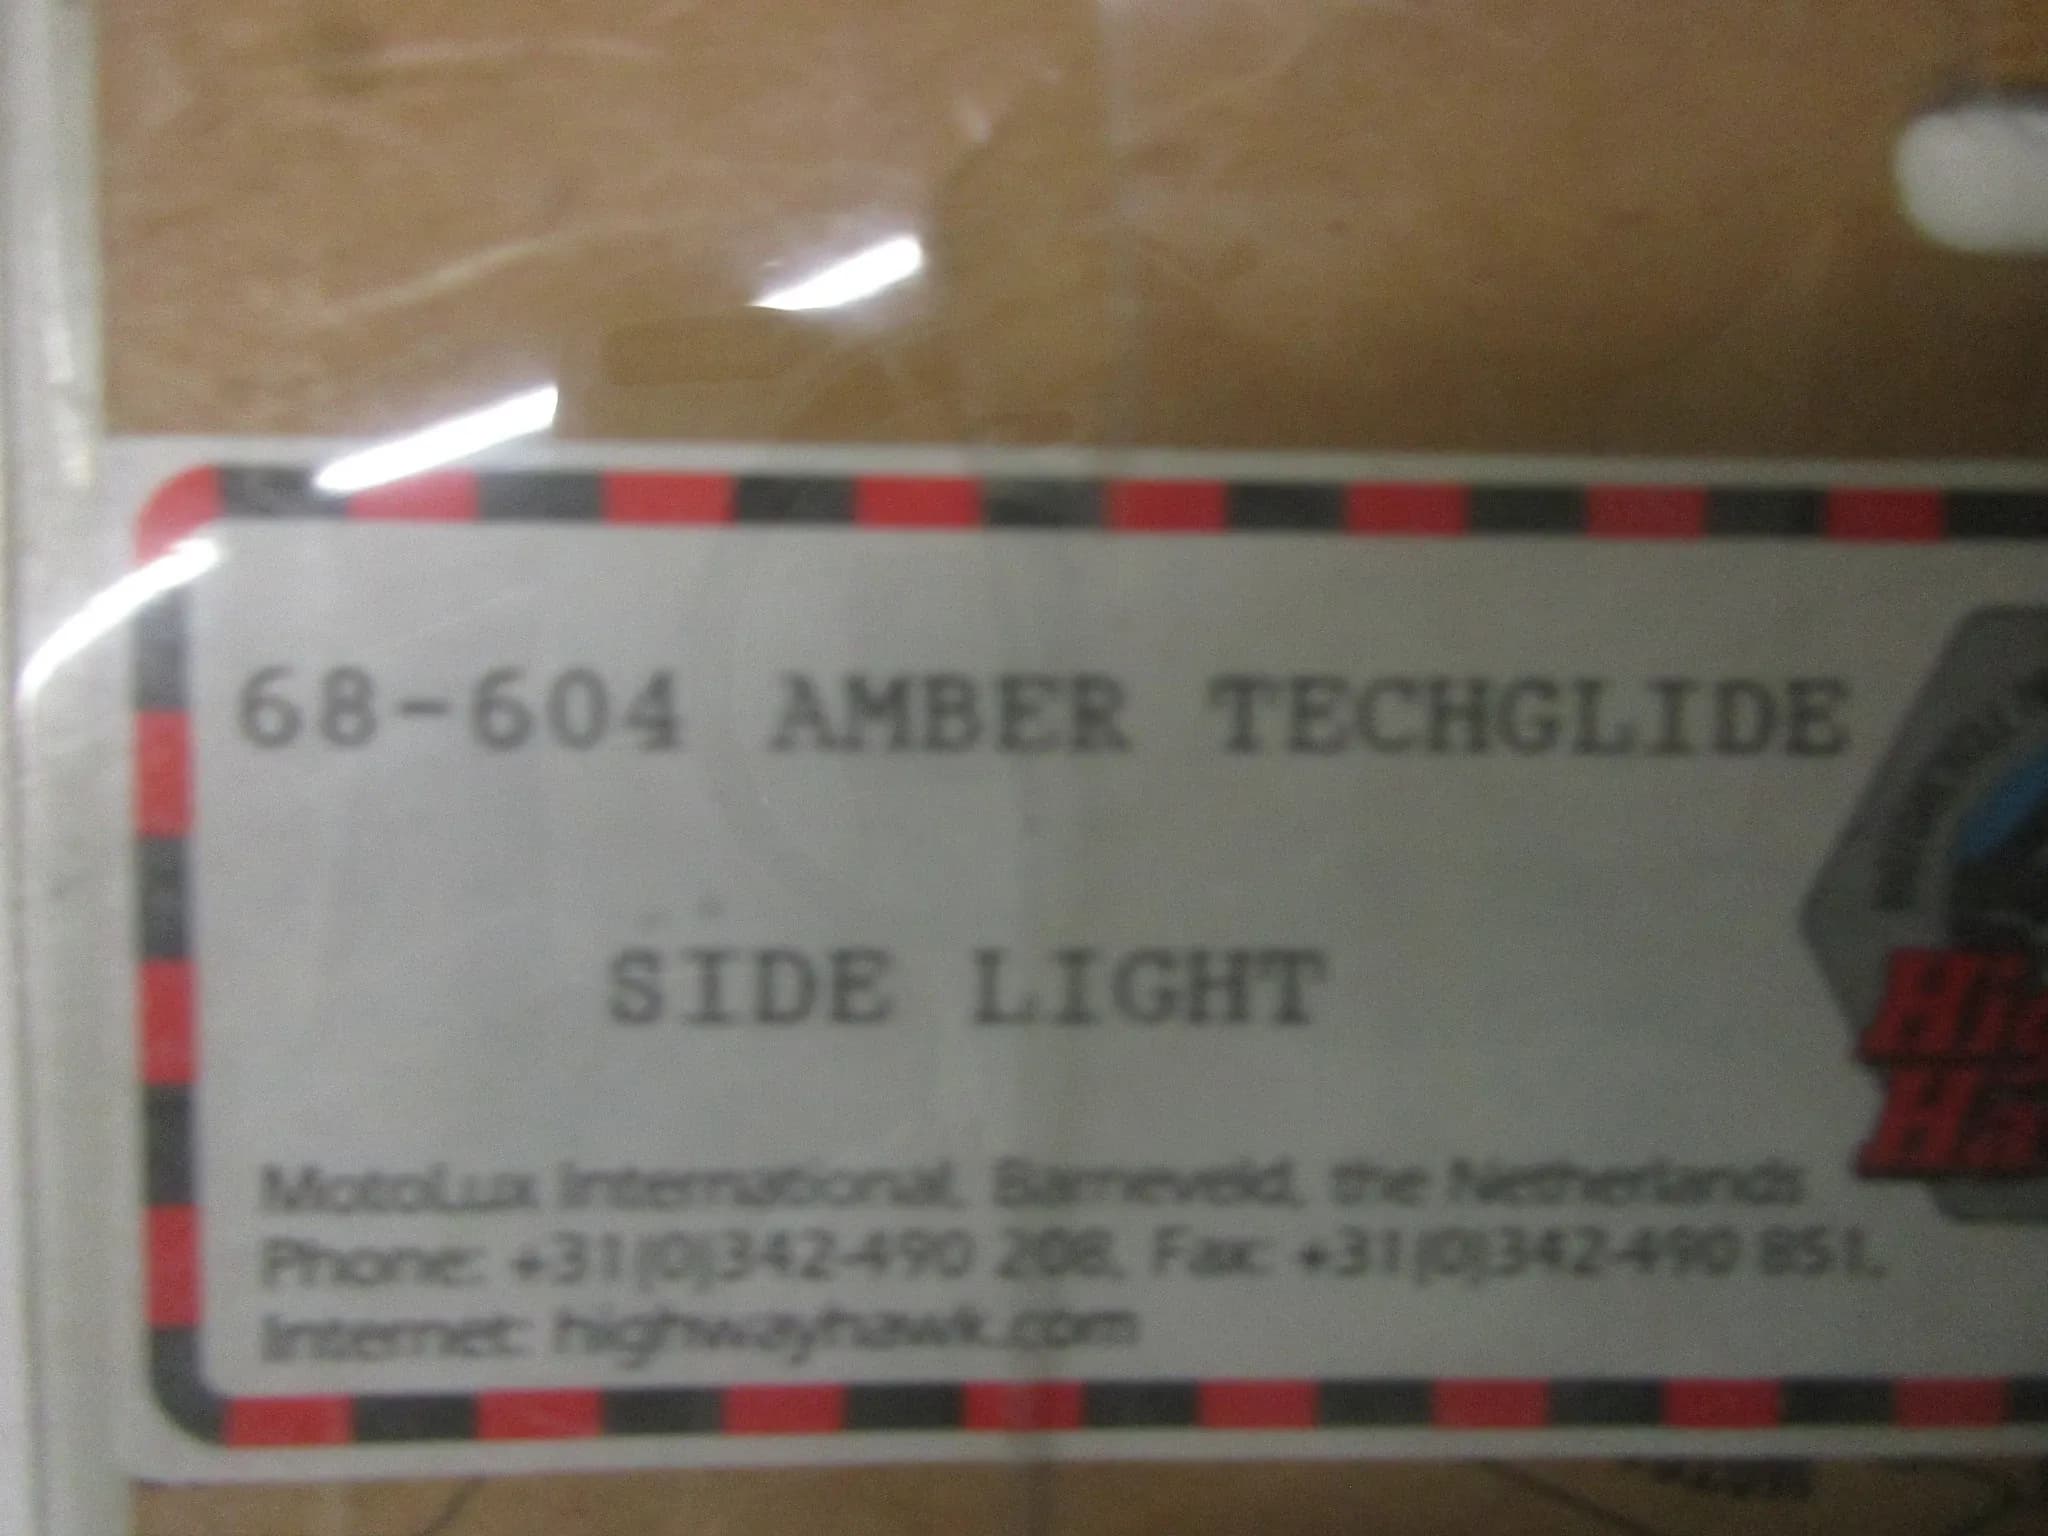 68-604 AMBER TECHGLIDE
SIDE LIGHT
MotoLux International, Barneveld, the Netherlands
Phone: +31(0)342-490 208, Fax: +31(0)342-490 851,
Internet: highwayhawk.com